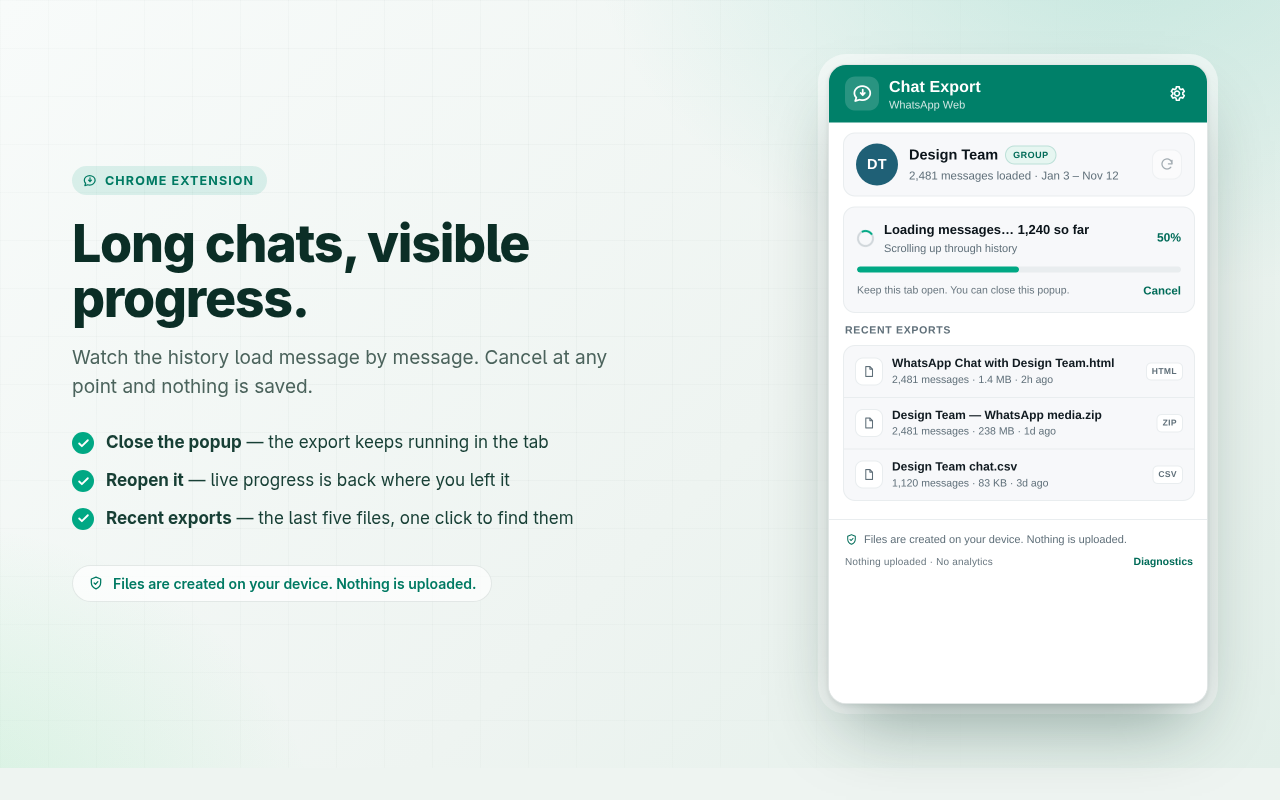 CHROME EXTENSION
Long chats, visible
progress.
Watch the history load message by message. Cancel at any
point and nothing is saved.
Close the popup — the export keeps running in the tab
Reopen it — live progress is back where you left it
Recent exports — the last five files, one click to find them
Files are created on your device. Nothing is uploaded.
Chat Export
WhatsApp Web
DT
Design Team GROUP
2,481 messages loaded · Jan 3 – Nov 12
Loading messages… 1,240 so far
Scrolling up through history
50%
Keep this tab open. You can close this popup.
Cancel
RECENT EXPORTS
WhatsApp Chat with Design Team.html
2,481 messages · 1.4 MB · 2h ago
HTML
Design Team — WhatsApp media.zip
2,481 messages · 238 MB · 1d ago
ZIP
Design Team chat.csv
1,120 messages · 83 KB · 3d ago
CSV
Files are created on your device. Nothing is uploaded.
Nothing uploaded · No analytics
Diagnostics